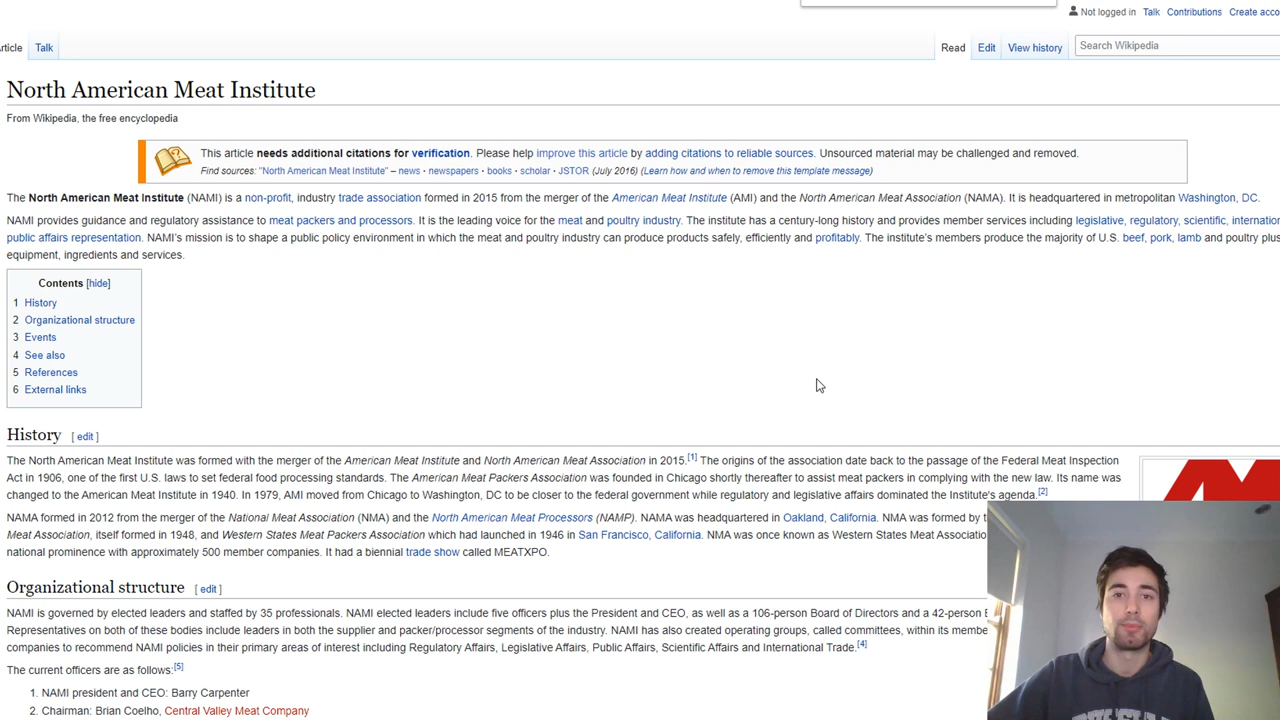 Not logged in Talk Contributions Create acco
Article Talk Read Edit View history Search Wikipedia
North American Meat Institute
From Wikipedia, the free encyclopedia
This article needs additional citations for verification. Please help improve this article by adding citations to reliable sources. Unsourced material may be challenged and removed.
Find sources: "North American Meat Institute" – news · newspapers · books · scholar · JSTOR (July 2016) (Learn how and when to remove this template message)
The North American Meat Institute (NAMI) is a non-profit, industry trade association formed in 2015 from the merger of the American Meat Institute (AMI) and the North American Meat Association (NAMA). It is headquartered in metropolitan Washington, DC.
NAMI provides guidance and regulatory assistance to meat packers and processors. It is the leading voice for the meat and poultry industry. The institute has a century-long history and provides member services including legislative, regulatory, scientific, internation
public affairs representation. NAMI's mission is to shape a public policy environment in which the meat and poultry industry can produce products safely, efficiently and profitably. The institute's members produce the majority of U.S. beef, pork, lamb and poultry plus
equipment, ingredients and services.
Contents [hide]
1 History
2 Organizational structure
3 Events
4 See also
5 References
6 External links
History [ edit ]
The North American Meat Institute was formed with the merger of the American Meat Institute and North American Meat Association in 2015.[1] The origins of the association date back to the passage of the Federal Meat Inspection
Act in 1906, one of the first U.S. laws to set federal food processing standards. The American Meat Packers Association was founded in Chicago shortly thereafter to assist meat packers in complying with the new law. Its name was
changed to the American Meat Institute in 1940. In 1979, AMI moved from Chicago to Washington, DC to be closer to the federal government while regulatory and legislative affairs dominated the Institute's agenda.[2]
NAMA formed in 2012 from the merger of the National Meat Association (NMA) and the North American Meat Processors (NAMP). NAMA was headquartered in Oakland, California. NMA was formed by t
Meat Association, itself formed in 1948, and Western States Meat Packers Association which had launched in 1946 in San Francisco, California. NMA was once known as Western States Meat Associatio
national prominence with approximately 500 member companies. It had a biennial trade show called MEATXPO.
Organizational structure [ edit ]
NAMI is governed by elected leaders and staffed by 35 professionals. NAMI elected leaders include five officers plus the President and CEO, as well as a 106-person Board of Directors and a 42-person E
Representatives on both of these bodies include leaders in both the supplier and packer/processor segments of the industry. NAMI has also created operating groups, called committees, within its membe
companies to recommend NAMI policies in their primary areas of interest including Regulatory Affairs, Legislative Affairs, Public Affairs, Scientific Affairs and International Trade.[4]
The current officers are as follows:[5]
1. NAMI president and CEO: Barry Carpenter
2. Chairman: Brian Coelho, Central Valley Meat Company